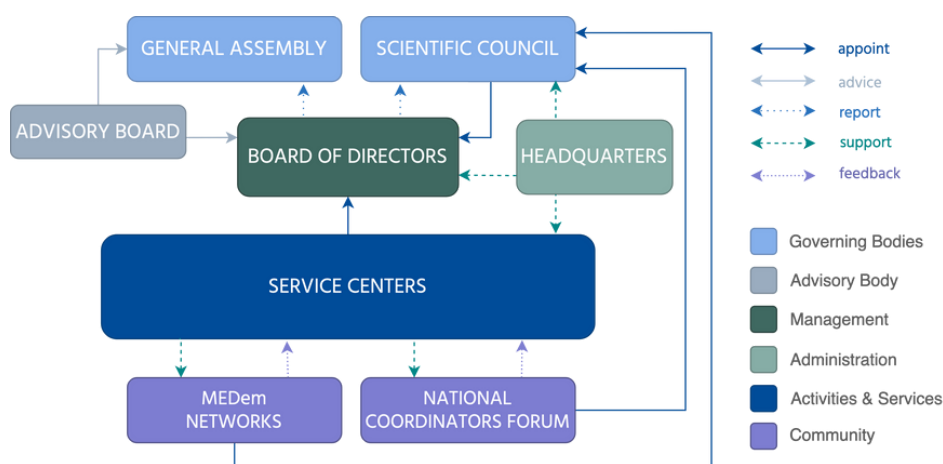 GENERAL ASSEMBLY
SCIENTIFIC COUNCIL
ADVISORY BOARD
BOARD OF DIRECTORS
HEADQUARTERS
SERVICE CENTERS
MEDem
NETWORKS
NATIONAL
COORDINATORS FORUM
appoint
advice
report
support
feedback
Governing Bodies
Advisory Body
Management
Administration
Activities & Services
Community